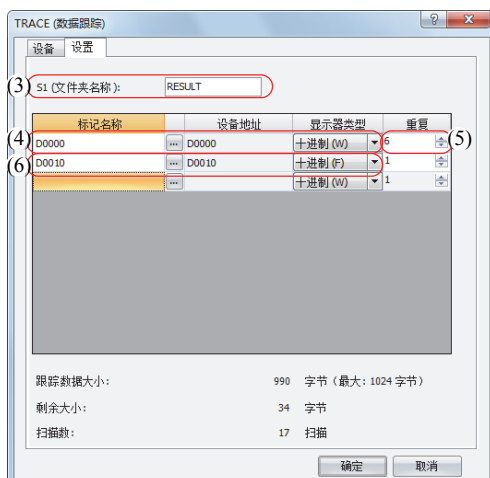 TRACE (数据跟踪)
设备 设置
(3) S1 (文件夹名称): RESULT
标记名称 设备地址 显示器类型 重复
(4) D0000 ... D0000 十进制 (W) 6 (5)
(6) D0010 ... D0010 十进制 (F) 1
... 十进制 (W) 1
跟踪数据大小: 990 字节 (最大: 1024 字节)
剩余大小: 34 字节
扫描数: 17 扫描
确定 取消